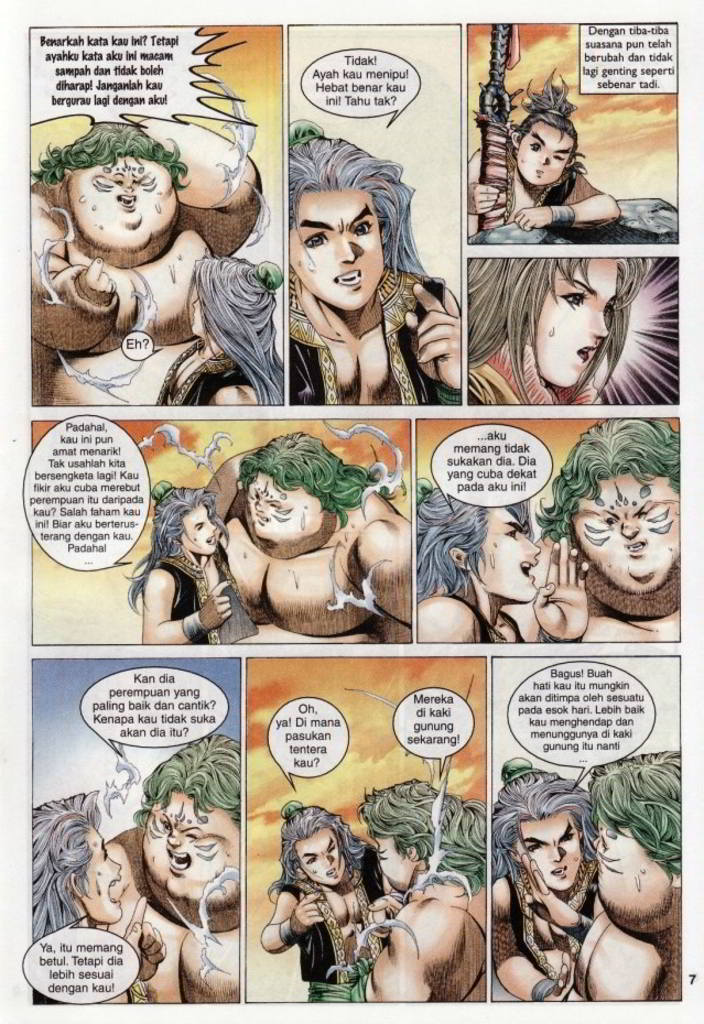 Benarkah kata kau ini? Tetapi
ayahku kata aku ini macam
sampah dan tidak boleh
diharap! Janganlah kau
bergurau lagi dengan aku!
Eh?
Tidak!
Ayah kau menipu!
Hebat benar kau
ini! Tahu tak?
Dengan tiba-tiba
suasana pun telah
berubah dan tidak
lagi genting seperti
sebenar tadi.
Padahal,
kau ini pun
amat menarik!
Tak usahlah kita
bersengketa lagi! Kau
fikir aku cuba merebut
perempuan itu daripada
kau? Salah faham kau
ini! Biar aku berterus-
terang dengan kau.
Padahal
...
...aku
memang tidak
sukakan dia. Dia
yang cuba dekat
pada aku ini!
Kan dia
perempuan yang
paling baik dan cantik?
Kenapa kau tidak suka
akan dia itu?
Ya, itu memang
betul. Tetapi dia
lebih sesuai
dengan kau!
Oh,
ya! Di mana
pasukan
tentera
kau?
Mereka
di kaki
gunung
sekarang!
Bagus! Buah
hati kau itu mungkin
akan ditimpa oleh sesuatu
pada esok hari. Lebih baik
kau menghendap dan
menunggunya di kaki
gunung itu nanti
...
7